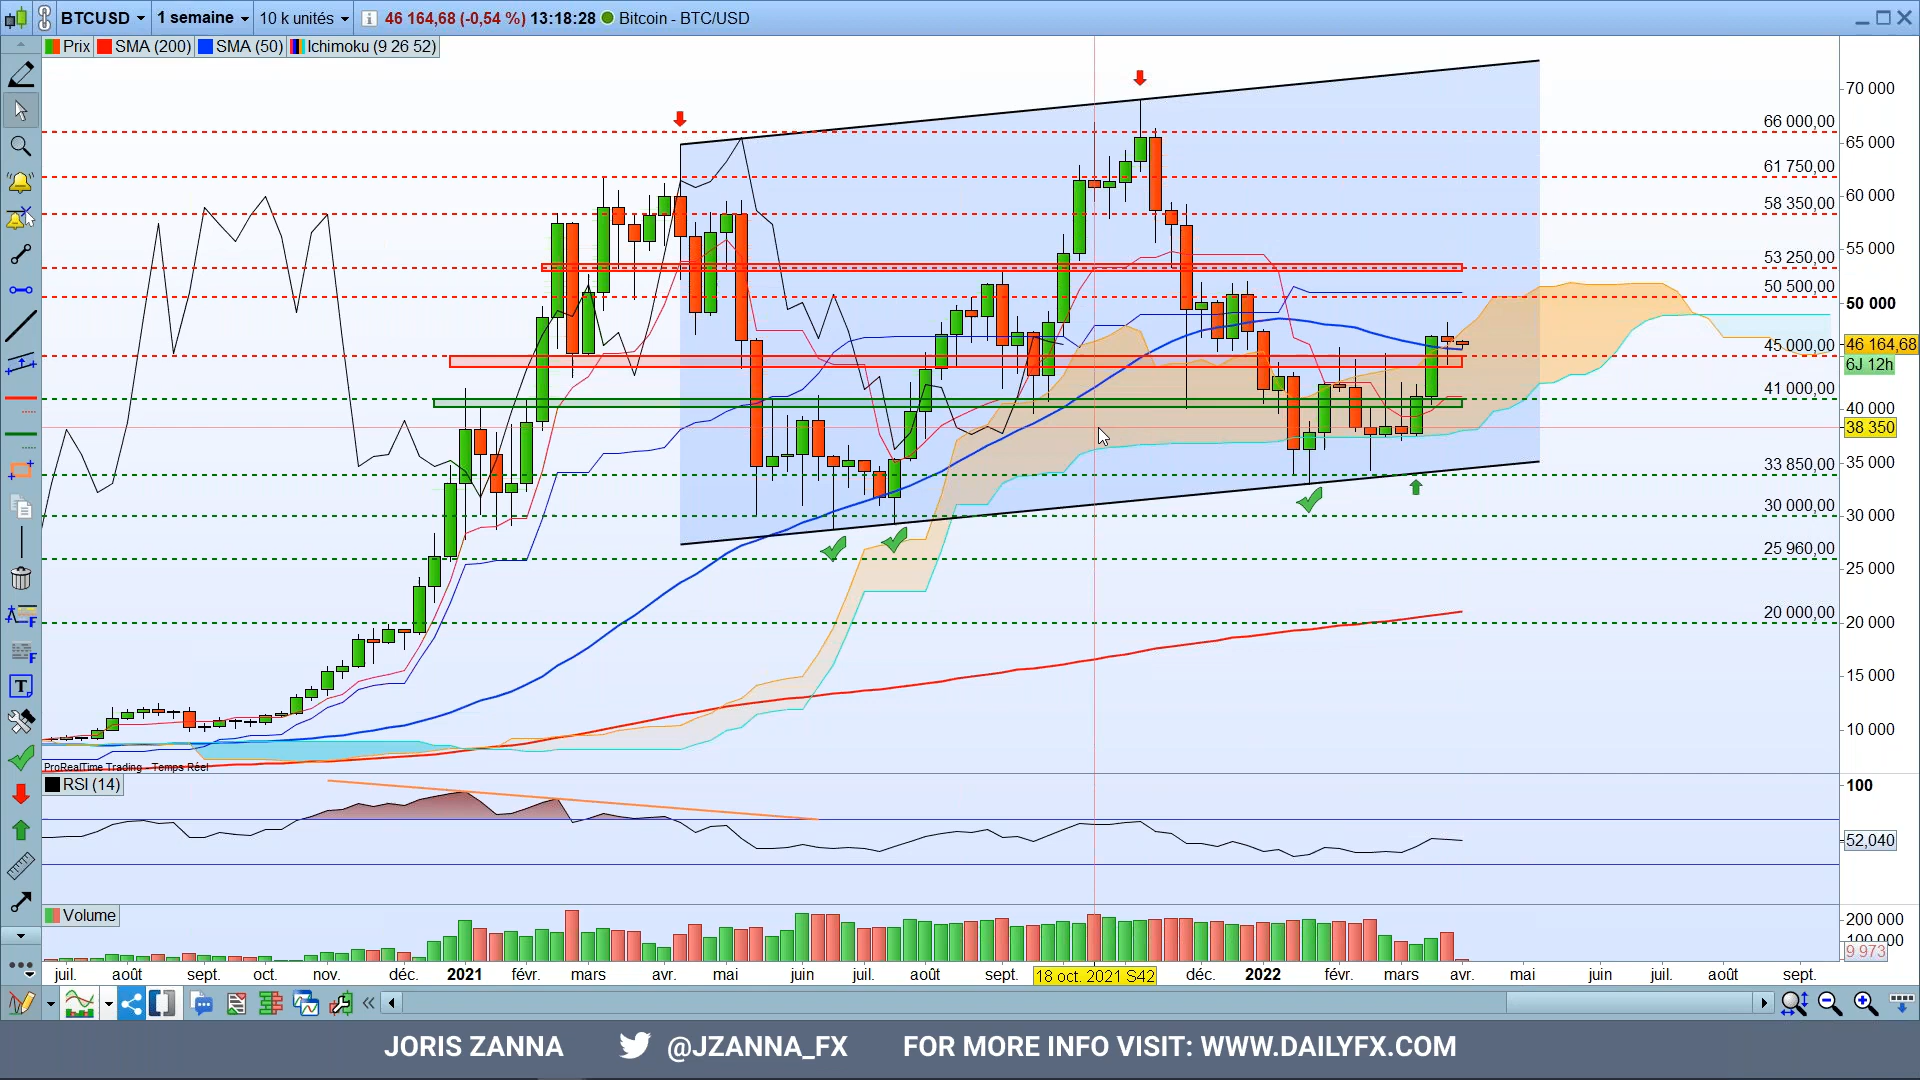 BTCUSD 1 semaine 10 k unités 46 164,68 (-0,54 %) 13:18:28 Bitcoin - BTC/USD
Prix SMA (200) SMA (50) Ichimoku (9 26 52)
70 000
66 000,00
65 000
61 750,00
60 000
58 350,00
55 000
53 250,00
50 500,00
50 000
45 000,00 46 164,68
6J 12h
41 000,00
40 000
38 350
33 850,00 35 000
30 000,00 30 000
25 960,00
25 000
20 000,00 20 000
15 000
10 000
ProRealTime Trading - Temps Réel
RSI (14)
100
52,040
Volume
200 000
100 000
9 973
juil. août sept. oct. nov. déc. 2021 févr. mars avr. mai juin juil. août sept. 18 oct. 2021 S42 déc. 2022 févr. mars avr. mai juin juil. août sept.
JORIS ZANNA @JZANNA_FX FOR MORE INFO VISIT: WWW.DAILYFX.COM